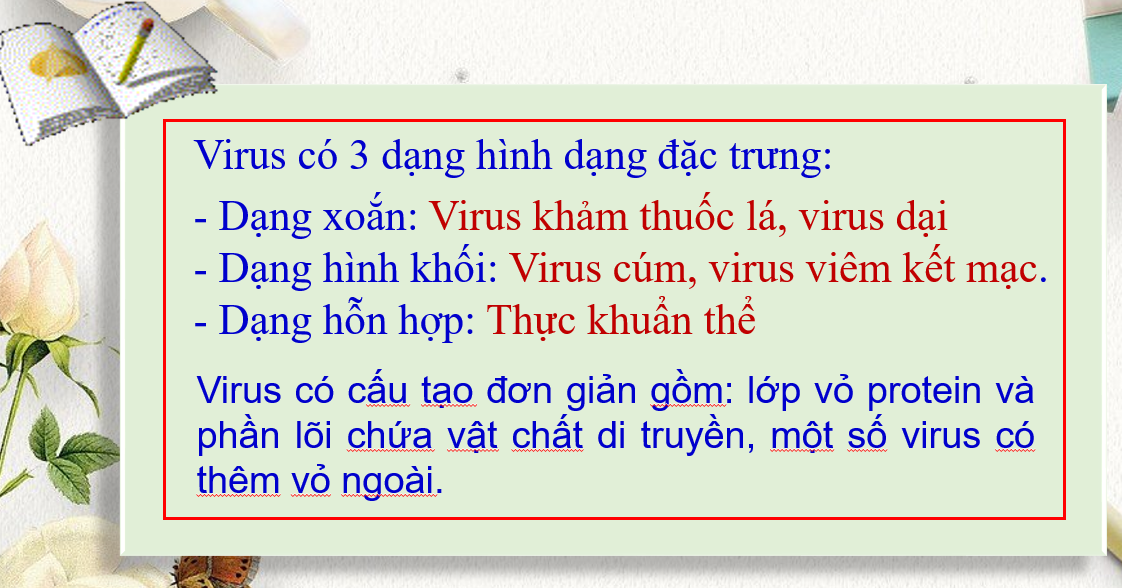 Virus có 3 dạng hình dạng đặc trưng:
- Dạng xoắn: Virus khảm thuốc lá, virus dại
- Dạng hình khối: Virus cúm, virus viêm kết mạc.
- Dạng hỗn hợp: Thực khuẩn thể
Virus có cấu tạo đơn giản gồm: lớp vỏ protein và
phần lõi chứa vật chất di truyền, một số virus có
thêm vỏ ngoài.